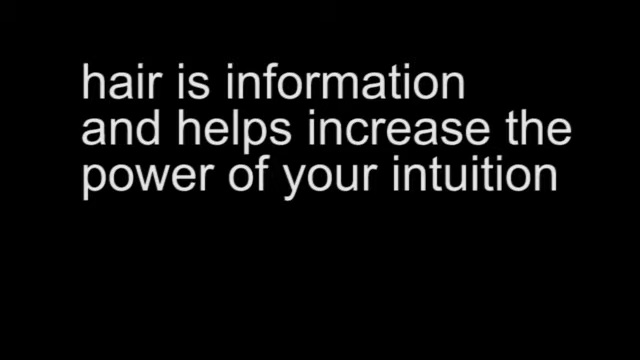 hair is information
and helps increase the
power of your intuition